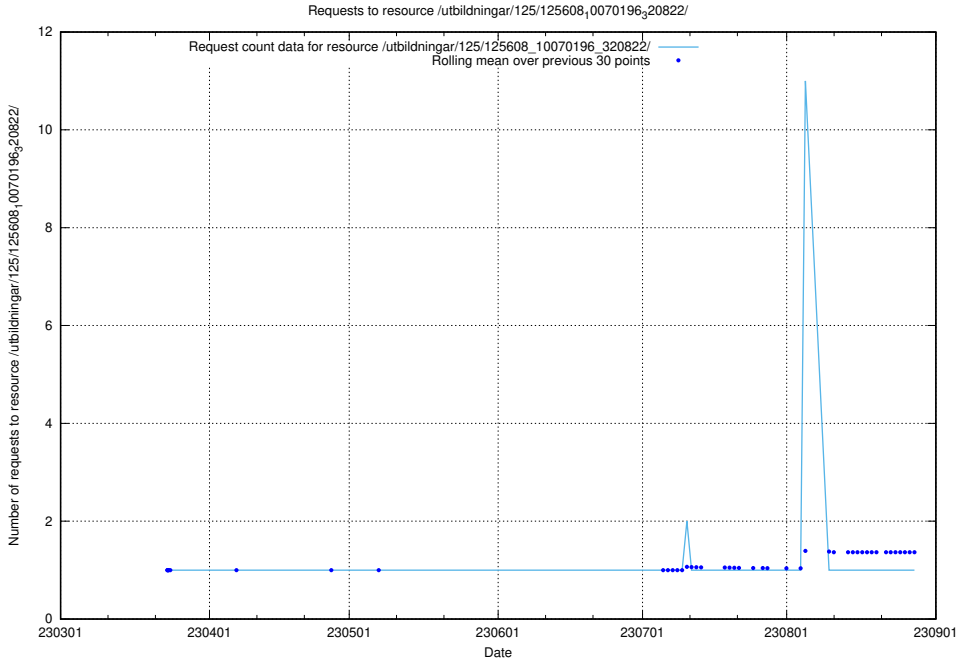 Requests to resource /utbildningar/125/125608₁0070196₃20822/
Request count data for resource /utbildningar/125/125608_10070196_320822/
Rolling mean over previous 30 points
Number of requests to resource /utbildningar/125/125608₁0070196₃20822/
12
10
8
6
4
2
0
230301 230401 230501 230601 230701 230801 230901
Date